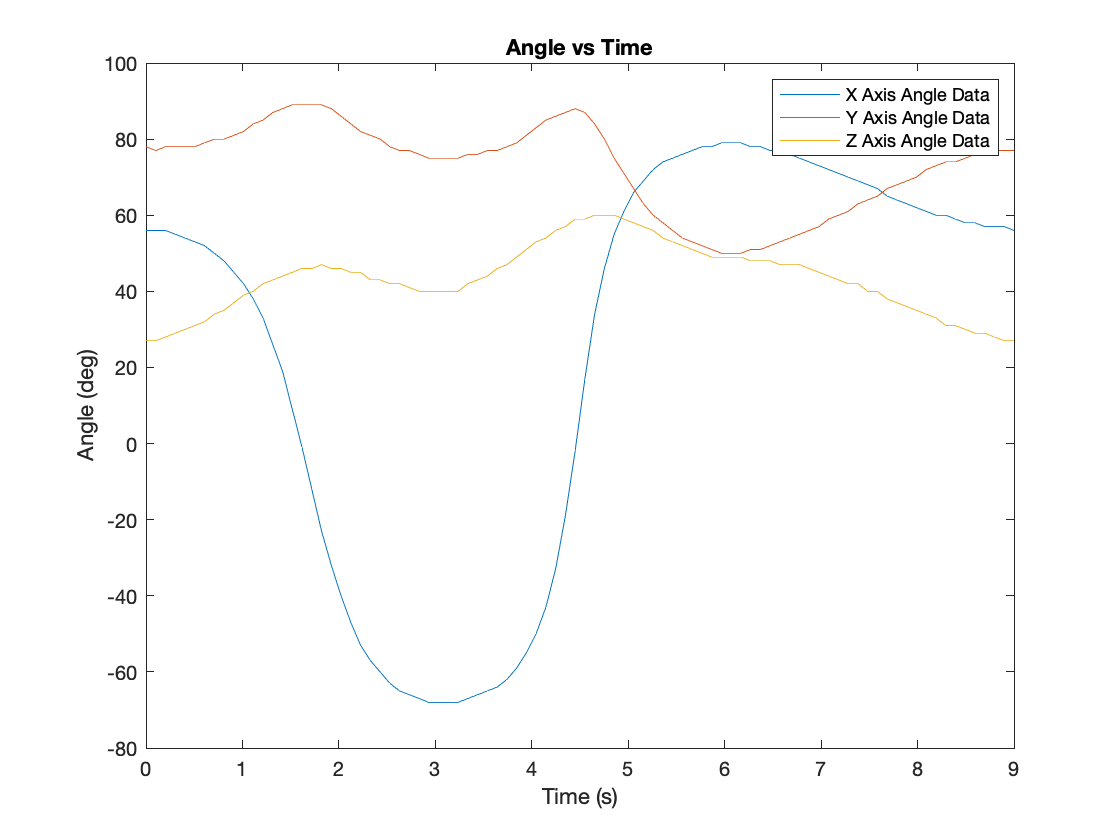 Angle vs Time
X Axis Angle Data
Y Axis Angle Data
Z Axis Angle Data
100
80
60
40
20
0
-20
-40
-60
-80
Angle (deg)
0 1 2 3 4 5 6 7 8 9
Time (s)